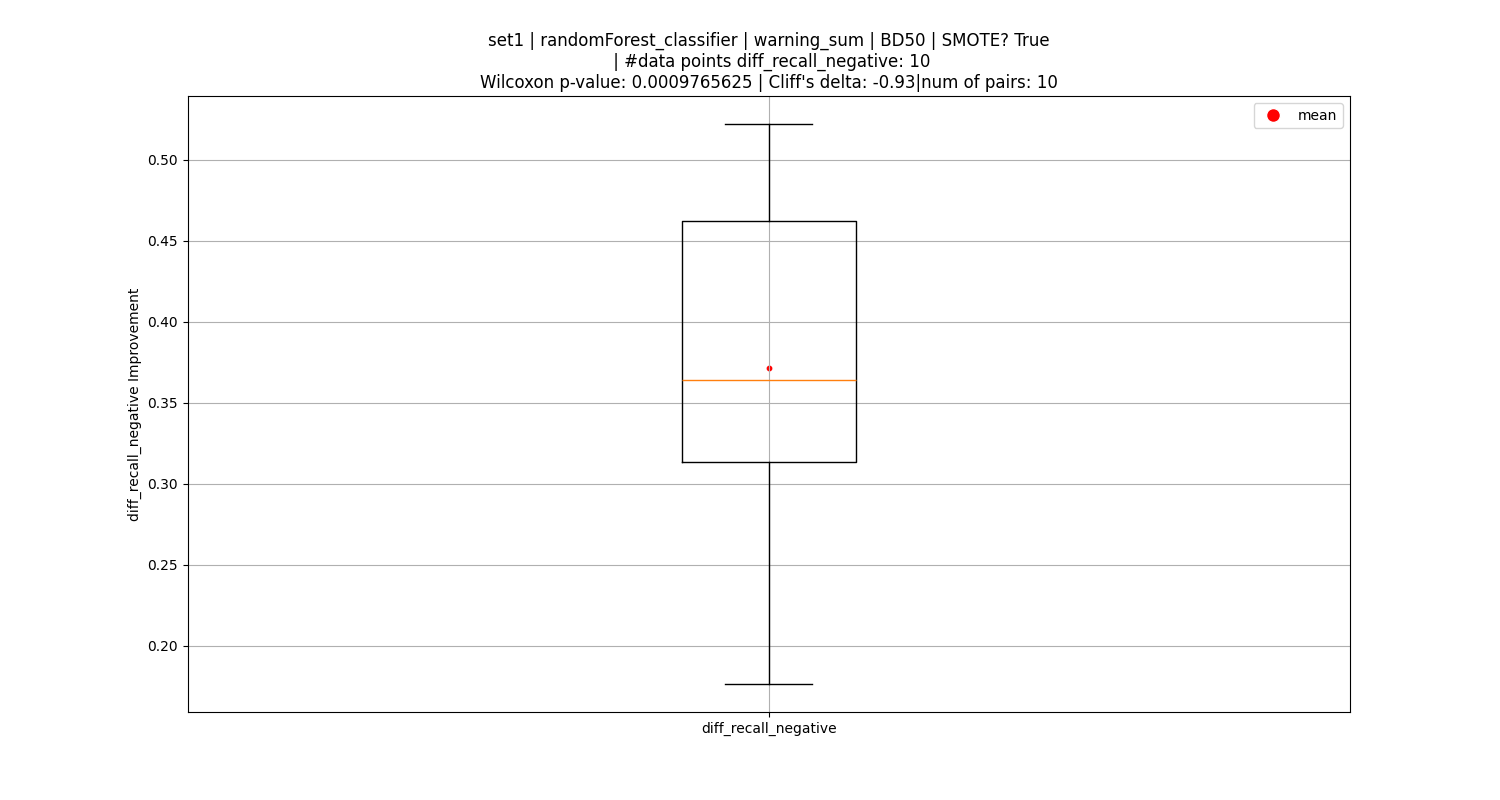 set1 | randomForest_classifier | warning_sum | BD50 | SMOTE? True
| #data points diff_recall_negative: 10
Wilcoxon p-value: 0.0009765625 | Cliff's delta: -0.93|num of pairs: 10
mean
0.50
0.45
0.40
0.35
0.30
0.25
0.20
diff_recall_negative Improvement
diff_recall_negative